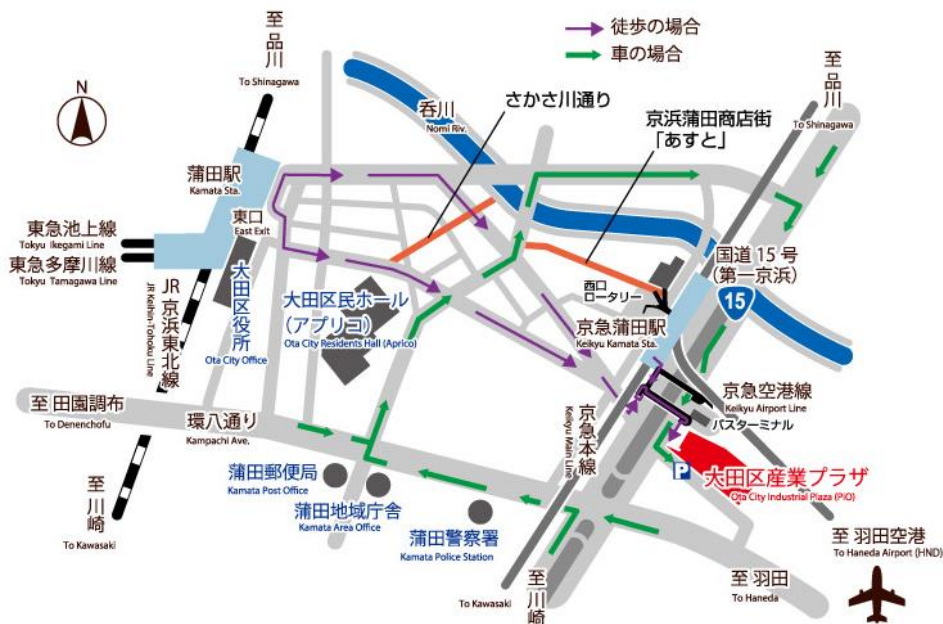 徒歩の場合
車の場合
N
至 品川
To Shinagawa
至 品川
To Shinagawa
呑川
Nomi Riv.
さかさ川通り
京浜蒲田商店街
「あすと」
蒲田駅
Kamata Sta.
東口
East Exit
東急池上線
Tokyu Ikegami Line
東急多摩川線
Tokyu Tamagawa Line
JR 京浜東北線
JR Keihin-Tohoku Line
大田区役所
Ota City Office
大田区民ホール
（アプリコ）
Ota City Residents Hall (Aprico)
国道 15 号
（第一京浜）
15
西口
ロータリー
京急蒲田駅
Keikyu Kamata Sta.
京急空港線
Keikyu Airport Line
バスターミナル
京急本線
Keikyu Main Line
至 田園調布
To Denenchofu
環八通り
Kampachi Ave.
蒲田郵便局
Kamata Post Office
蒲田地域庁舎
Kamata Area Office
蒲田警察署
Kamata Police Station
P
大田区産業プラザ
Ota City Industrial Plaza (PiO)
至 川崎
To Kawasaki
至 川崎
To Kawasaki
至 羽田
To Haneda
至 羽田空港
To Haneda Airport (HND)